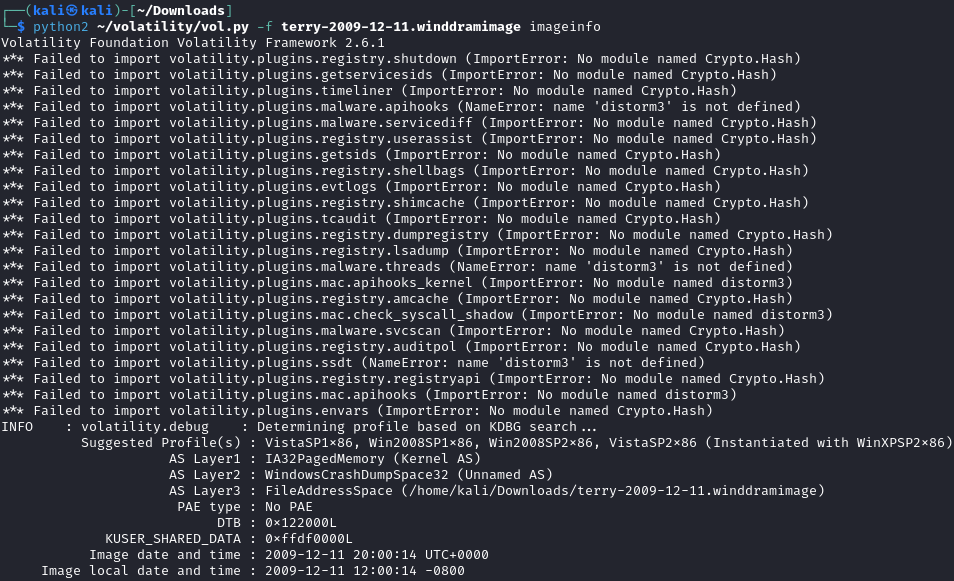 ┌──(kali㉿kali)-[~/Downloads]
└─$ python2 ~/volatility/vol.py -f terry-2009-12-11.winddramimage imageinfo
Volatility Foundation Volatility Framework 2.6.1
*** Failed to import volatility.plugins.registry.shutdown (ImportError: No module named Crypto.Hash)
*** Failed to import volatility.plugins.getservicesids (ImportError: No module named Crypto.Hash)
*** Failed to import volatility.plugins.timeliner (ImportError: No module named Crypto.Hash)
*** Failed to import volatility.plugins.malware.apihooks (NameError: name 'distorm3' is not defined)
*** Failed to import volatility.plugins.malware.servicediff (ImportError: No module named Crypto.Hash)
*** Failed to import volatility.plugins.registry.userassist (ImportError: No module named Crypto.Hash)
*** Failed to import volatility.plugins.getsids (ImportError: No module named Crypto.Hash)
*** Failed to import volatility.plugins.registry.shellbags (ImportError: No module named Crypto.Hash)
*** Failed to import volatility.plugins.evtlogs (ImportError: No module named Crypto.Hash)
*** Failed to import volatility.plugins.registry.shimcache (ImportError: No module named Crypto.Hash)
*** Failed to import volatility.plugins.tcaudit (ImportError: No module named Crypto.Hash)
*** Failed to import volatility.plugins.registry.dumpregistry (ImportError: No module named Crypto.Hash)
*** Failed to import volatility.plugins.registry.lsadump (ImportError: No module named Crypto.Hash)
*** Failed to import volatility.plugins.malware.threads (NameError: name 'distorm3' is not defined)
*** Failed to import volatility.plugins.mac.apihooks_kernel (ImportError: No module named distorm3)
*** Failed to import volatility.plugins.registry.amcache (ImportError: No module named Crypto.Hash)
*** Failed to import volatility.plugins.mac.check_syscall_shadow (ImportError: No module named distorm3)
*** Failed to import volatility.plugins.malware.svcscan (ImportError: No module named Crypto.Hash)
*** Failed to import volatility.plugins.registry.auditpol (ImportError: No module named Crypto.Hash)
*** Failed to import volatility.plugins.ssdt (NameError: name 'distorm3' is not defined)
*** Failed to import volatility.plugins.registry.registryapi (ImportError: No module named Crypto.Hash)
*** Failed to import volatility.plugins.mac.apihooks (ImportError: No module named distorm3)
*** Failed to import volatility.plugins.envars (ImportError: No module named Crypto.Hash)
INFO    : volatility.debug    : Determining profile based on KDBG search...
Suggested Profile(s) : VistaSP1x86, Win2008SP1x86, Win2008SP2x86, VistaSP2x86 (Instantiated with WinXPSP2x86)
AS Layer1 : IA32PagedMemory (Kernel AS)
AS Layer2 : WindowsCrashDumpSpace32 (Unnamed AS)
AS Layer3 : FileAddressSpace (/home/kali/Downloads/terry-2009-12-11.winddramimage)
PAE type : No PAE
DTB : 0x122000L
KUSER_SHARED_DATA : 0xffdf0000L
Image date and time : 2009-12-11 20:00:14 UTC+0000
Image local date and time : 2009-12-11 12:00:14 -0800